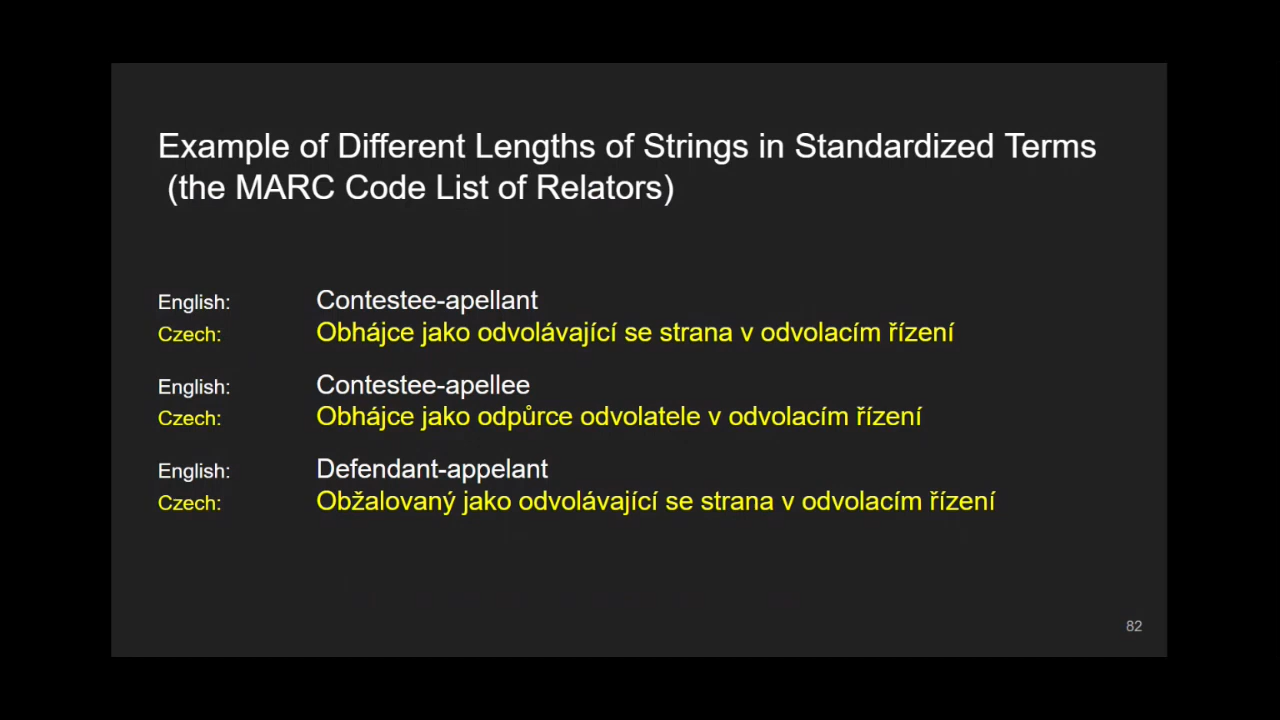 Example of Different Lengths of Strings in Standardized Terms
(the MARC Code List of Relators)
English: Contestee-apellant
Czech: Obhájce jako odvolávající se strana v odvolacím řízení
English: Contestee-apellee
Czech: Obhájce jako odpůrce odvolatele v odvolacím řízení
English: Defendant-appelant
Czech: Obžalovaný jako odvolávající se strana v odvolacím řízení
82